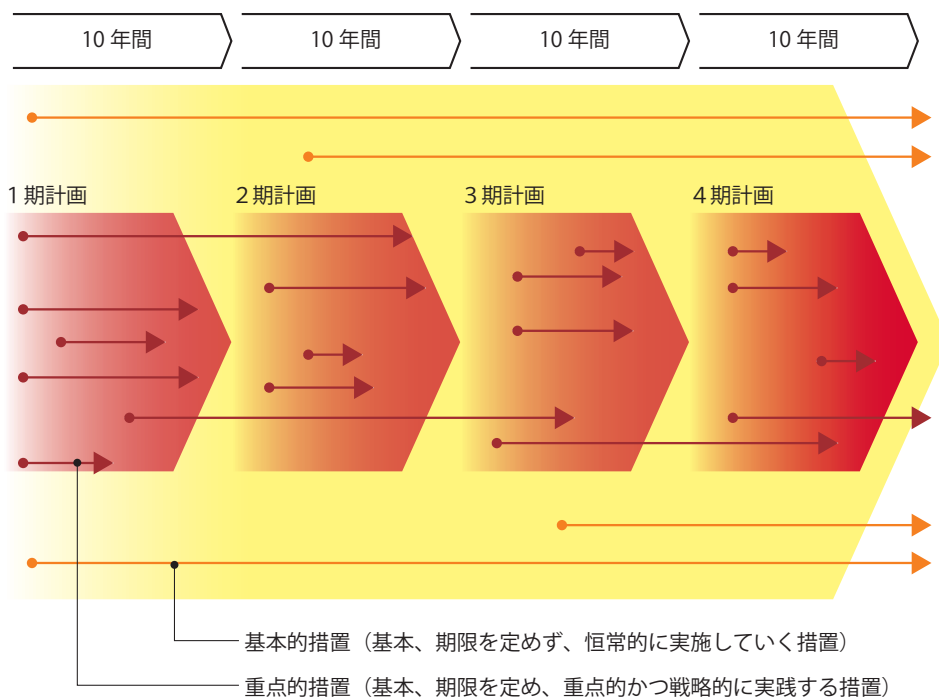 10 年間
10 年間
10 年間
10 年間
1 期計画
2 期計画
3 期計画
4 期計画
基本的措置（基本、期限を定めず、恒常的に実施していく措置）
重点的措置（基本、期限を定め、重点的かつ戦略的に実践する措置）